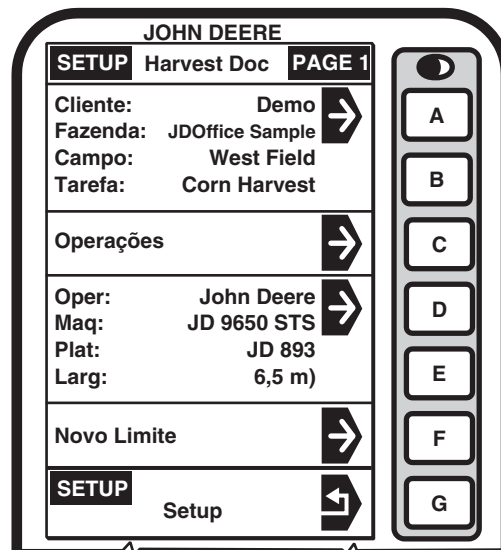 JOHN DEERE
SETUP Harvest Doc PAGE 1
Cliente: Demo
Fazenda: JDOffice Sample
Campo: West Field
Tarefa: Corn Harvest
Operações
Oper: John Deere
Maq: JD 9650 STS
Plat: JD 893
Larg: 6,5 m)
Novo Limite
SETUP
Setup
A
B
C
D
E
F
G